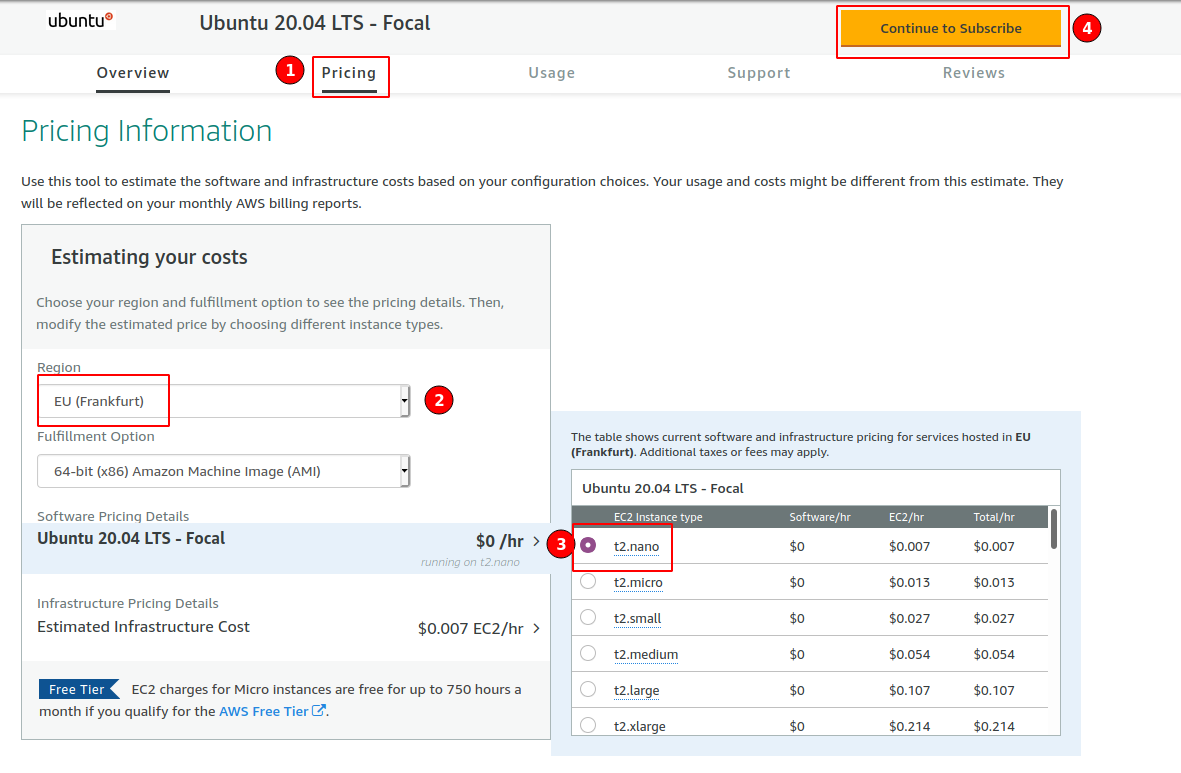 ubuntu Ubuntu 20.04 LTS - Focal Continue to Subscribe 4
Overview 1 Pricing Usage Support Reviews
Pricing Information
Use this tool to estimate the software and infrastructure costs based on your configuration choices. Your usage and costs might be different from this estimate. They
will be reflected on your monthly AWS billing reports.
Estimating your costs
Choose your region and fulfillment option to see the pricing details. Then,
modify the estimated price by choosing different instance types.
Region
EU (Frankfurt) 2
Fulfillment Option
64-bit (x86) Amazon Machine Image (AMI)
Software Pricing Details
Ubuntu 20.04 LTS - Focal $0 /hr > 3
running on t2.nano
Infrastructure Pricing Details
Estimated Infrastructure Cost $0.007 EC2/hr >
Free Tier EC2 charges for Micro instances are free for up to 750 hours a
month if you qualify for the AWS Free Tier.
The table shows current software and infrastructure pricing for services hosted in EU
(Frankfurt). Additional taxes or fees may apply.
Ubuntu 20.04 LTS - Focal
EC2 Instance type Software/hr EC2/hr Total/hr
t2.nano $0 $0.007 $0.007
t2.micro $0 $0.013 $0.013
t2.small $0 $0.027 $0.027
t2.medium $0 $0.054 $0.054
t2.large $0 $0.107 $0.107
t2.xlarge $0 $0.214 $0.214